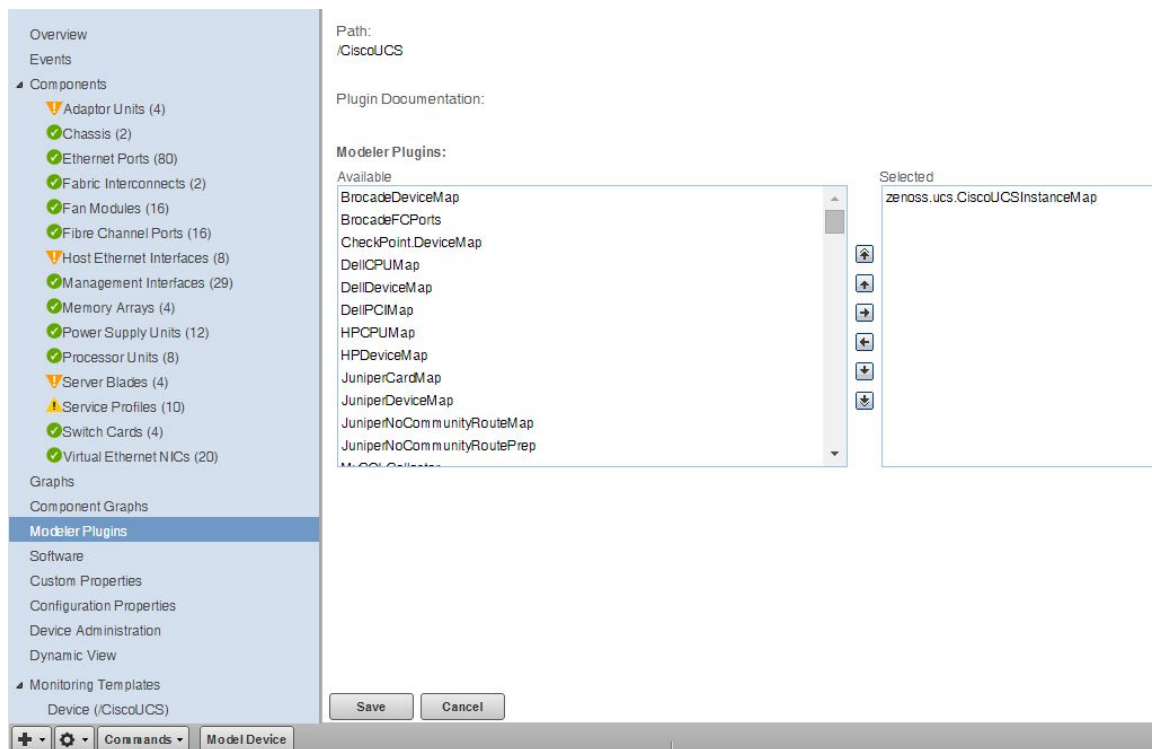 Overview
Events
Components
Adaptor Units (4)
Chassis (2)
Ethernet Ports (80)
Fabric Interconnects (2)
Fan Modules (16)
Fibre Channel Ports (16)
Host Ethernet Interfaces (8)
Management Interfaces (29)
Memory Arrays (4)
Power Supply Units (12)
Processor Units (8)
Server Blades (4)
Service Profiles (10)
Switch Cards (4)
Virtual Ethernet NICs (20)
Graphs
Component Graphs
Modeler Plugins
Software
Custom Properties
Configuration Properties
Device Administration
Dynamic View
Monitoring Templates
Device (/CiscoUCS)
Path:
/CiscoUCS
Plugin Documentation:
Modeler Plugins:
Available
BrocadeDeviceMap
BrocadeFCPorts
CheckPoint.DeviceMap
DellCPUMap
DellDeviceMap
DellPCIMap
HPCPUMap
HPDeviceMap
JuniperCardMap
JuniperDeviceMap
JuniperNoCommunityRouteMap
JuniperNoCommunityRoutePrep
Selected
zenoss.ucs.CiscoUCSInstanceMap
Save Cancel
Commands Model Device